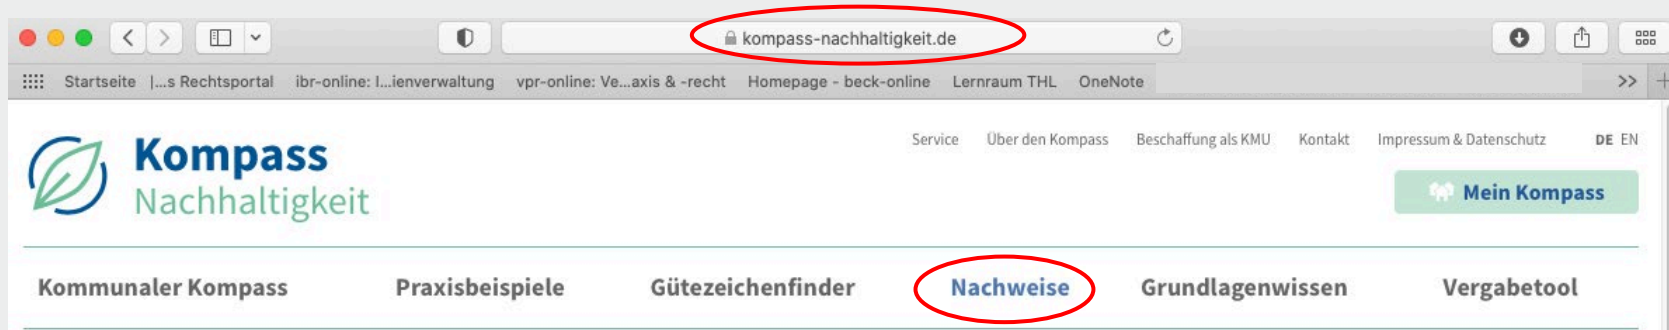 kompass-nachhaltigkeit.de
Startseite |...s Rechtsportal ibr-online: I...ienverwaltung vpr-online: Ve...axis & -recht Homepage - beck-online Lernraum THL OneNote >> +
Service Über den Kompass Beschaffung als KMU Kontakt Impressum & Datenschutz DE EN
Kompass
Nachhaltigkeit
Mein Kompass
Kommunaler Kompass Praxisbeispiele Gütezeichenfinder Nachweise Grundlagenwissen Vergabetool